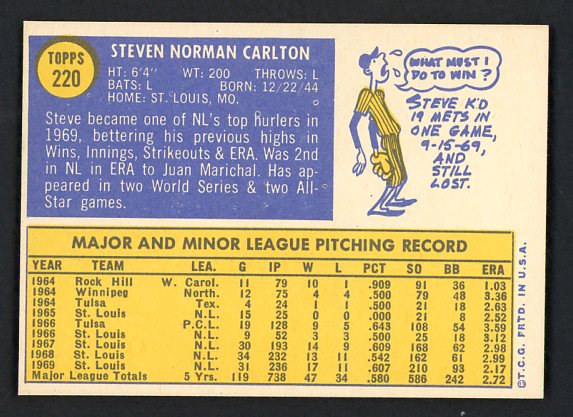 TOPPS
220
STEVEN NORMAN CARLTON
HT: 6'4" WT: 200 THROWS: L
BATS: L BORN: 12/22/44
HOME: ST. LOUIS, MO.
Steve became one of NL's top hurlers in
1969, bettering his previous highs in
Wins, Innings, Strikeouts & ERA. Was 2nd
in NL in ERA to Juan Marichal. Has ap-
peared in two World Series & two All-
Star games.
WHAT MUST I
DO TO WIN?
STEVE K'D
19 METS IN
ONE GAME,
9-15-69,
AND
STILL
LOST.
MAJOR AND MINOR LEAGUE PITCHING RECORD
YEAR TEAM LEA. G IP W L PCT SO BB ERA
1964 Rock Hill W. Carol. 11 79 10 1 .909 91 36 1.03
1964 Winnipeg North. 12 75 4 4 .500 79 48 3.36
1964 Tulsa Tex. 4 24 1 1 .500 21 18 2.63
1965 St. Louis N.L. 15 25 0 0 .000 21 8 2.52
1966 Tulsa P.C.L. 19 128 9 5 .643 108 54 3.59
1966 St. Louis N.L. 9 52 3 3 .500 25 18 3.12
1967 St. Louis N.L. 30 193 14 9 .609 168 62 2.98
1968 St. Louis N.L. 34 232 13 11 .542 162 61 2.99
1969 St. Louis N.L. 31 236 17 11 .607 210 93 2.17
Major League Totals 5 Yrs. 119 738 47 34 .580 586 242 2.72
©T.C.G. PRTD. IN U.S.A.